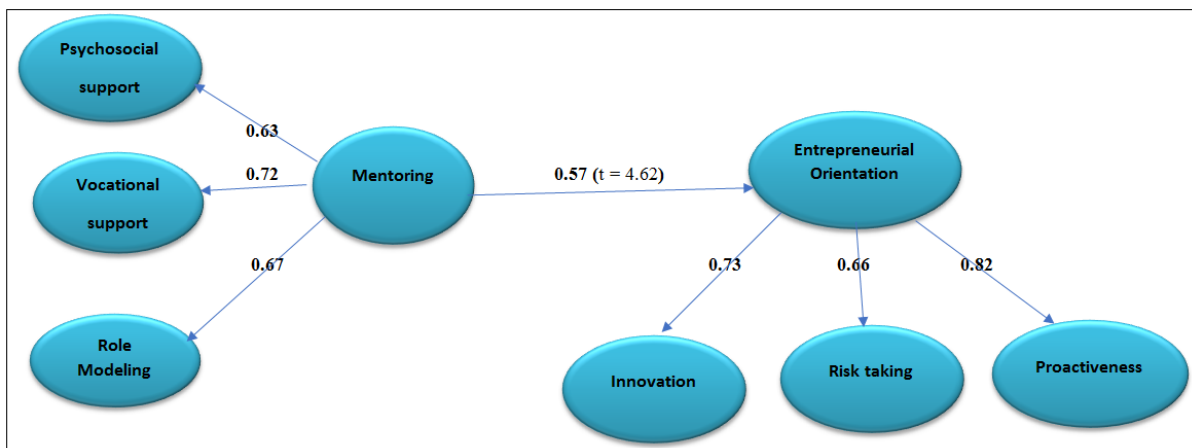 Psychosocial
support
0.63
Vocational
support
0.72
Mentoring
0.57 (t = 4.62)
Entrepreneurial
Orientation
0.67
0.73
0.66
0.82
Role
Modeling
Innovation
Risk taking
Proactiveness